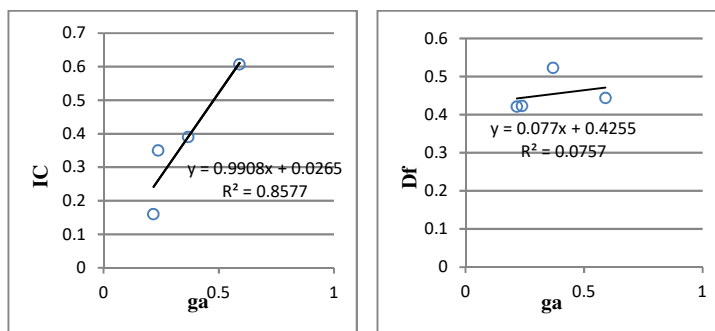 0.7
0.6
0.5
0.4
0.3
0.2
0.1
0
IC
y = 0.9908x + 0.0265
R² = 0.8577
0 0.5 1
ga
0.6
0.5
0.4
0.3
0.2
0.1
0
Df
y = 0.077x + 0.4255
R² = 0.0757
0 0.5 1
ga